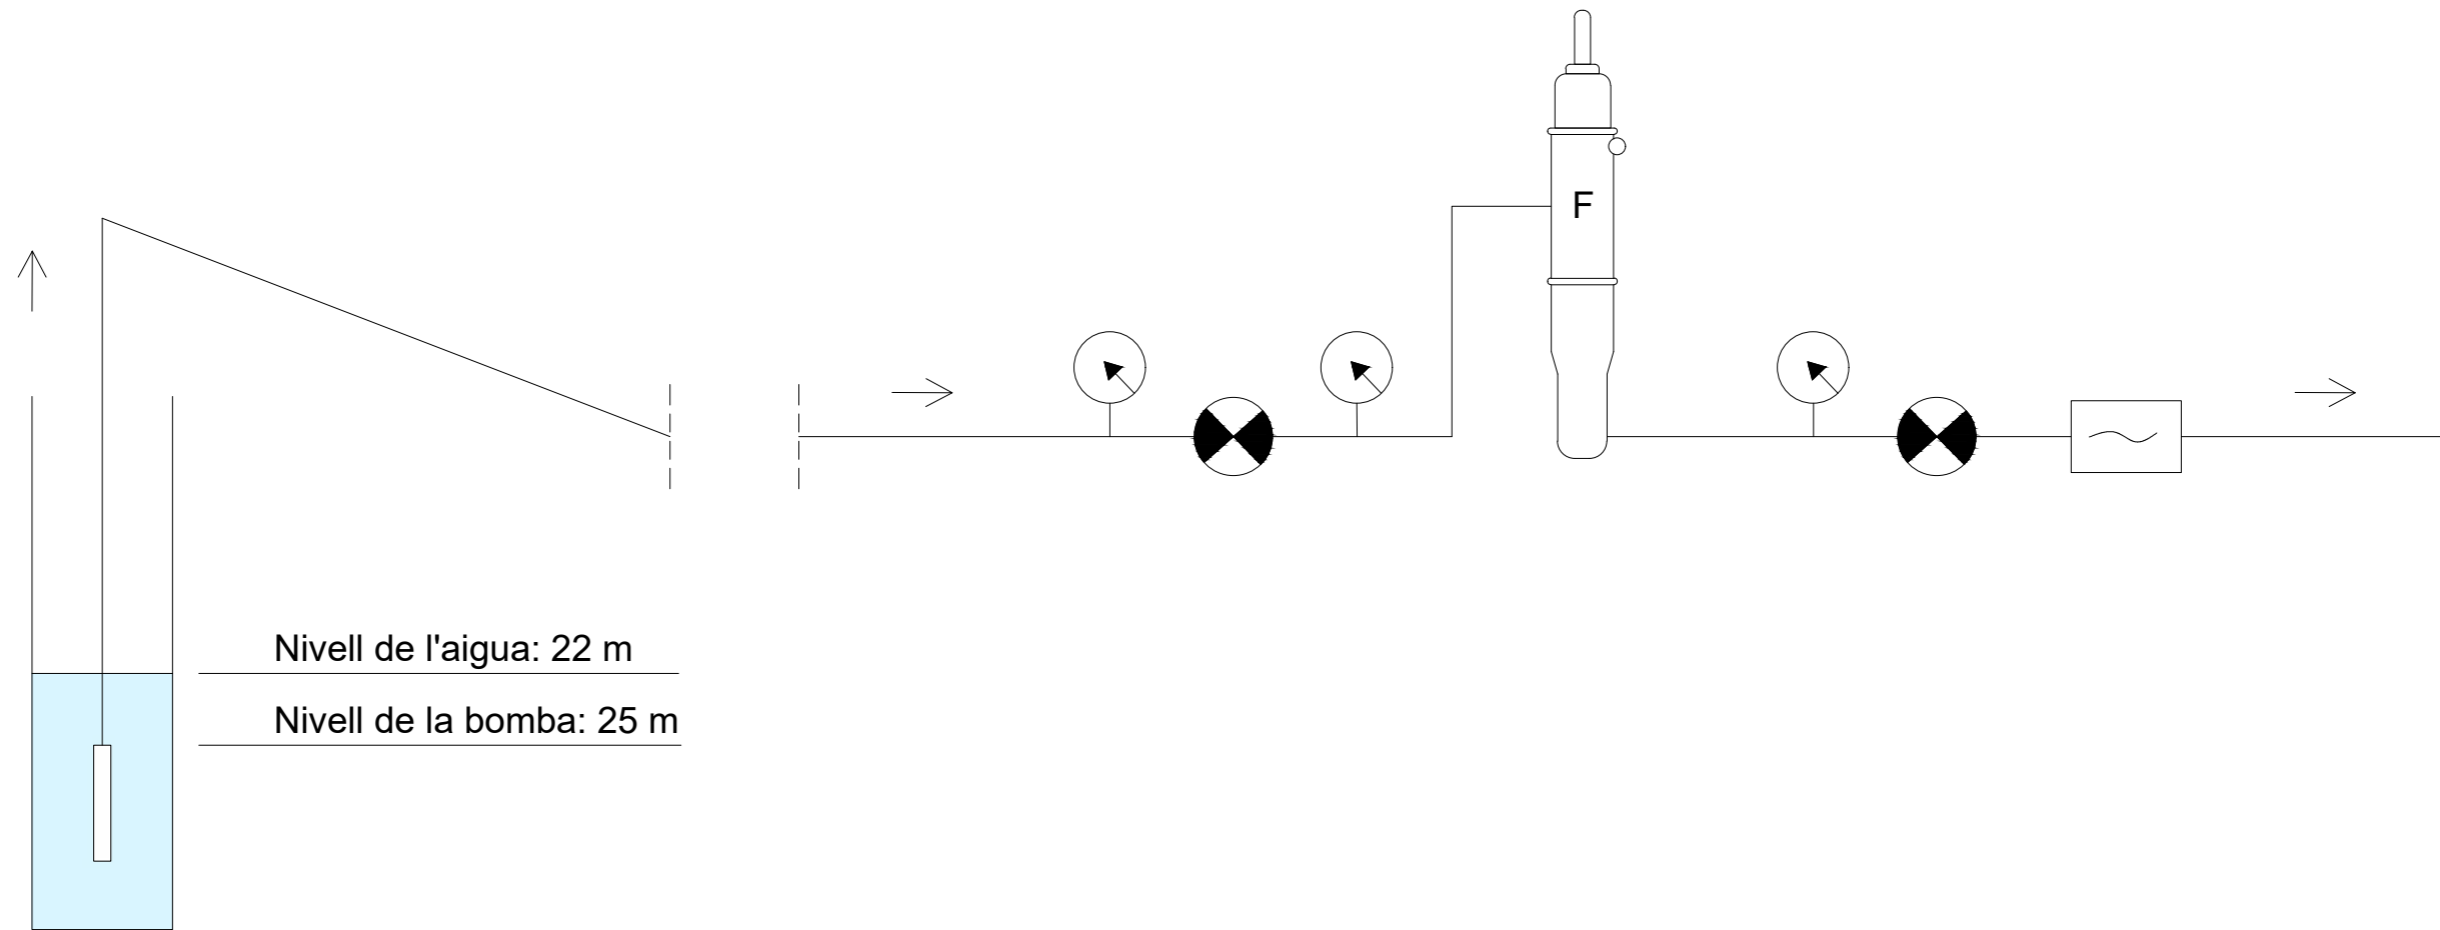 F
Nivell de l'aigua: 22 m
Nivell de la bomba: 25 m